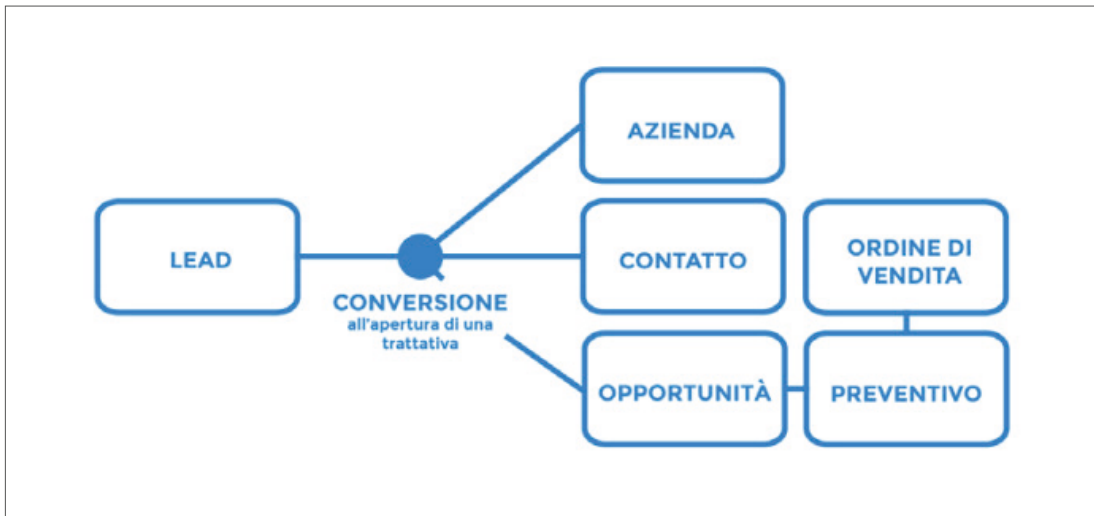 LEAD
CONVERSIONE
all'apertura di una
trattativa
AZIENDA
CONTATTO
OPPORTUNITÀ
PREVENTIVO
ORDINE DI
VENDITA